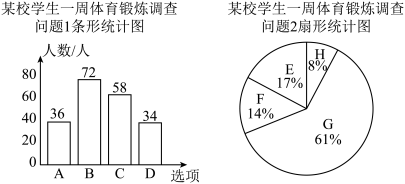 某校学生一周体育锻炼调查
问题1条形统计图
人数/人
80
60
40
20
0
36
72
58
34
A B C D 选项
某校学生一周体育锻炼调查
问题2扇形统计图
H
8%
E
17%
F
14%
G
61%